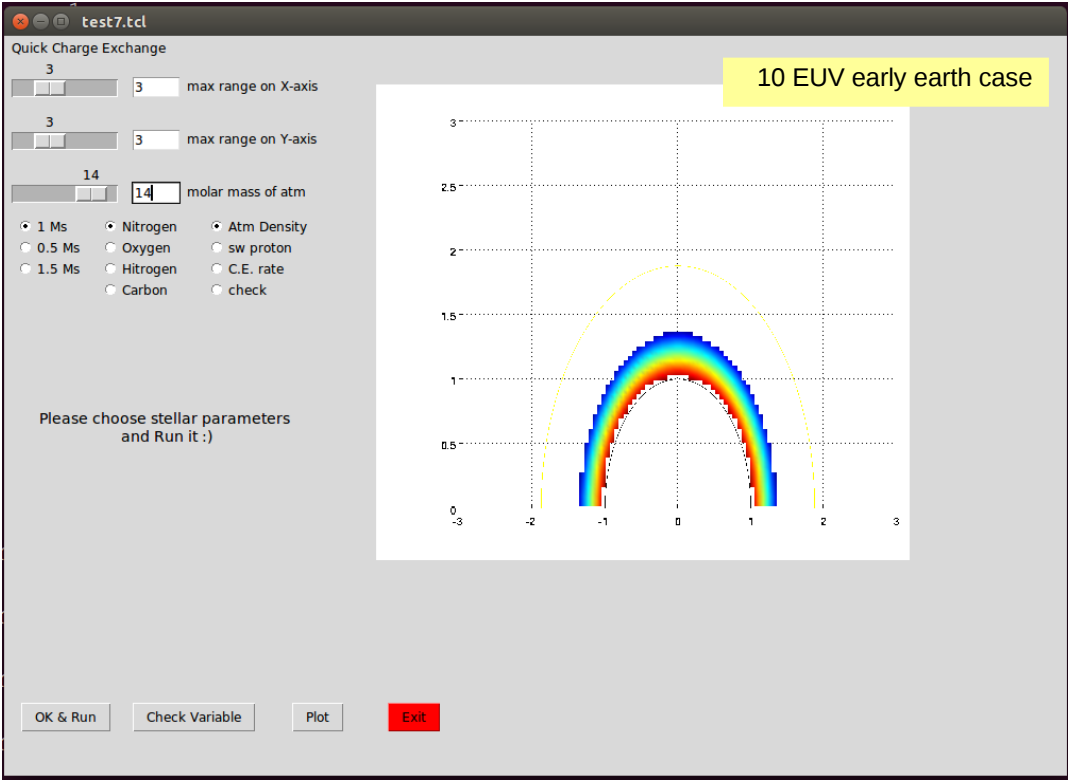 test7.tcl
Quick Charge Exchange
10 EUV early earth case
3
3 max range on X-axis
3
3 max range on Y-axis
14
14 molar mass of atm
1 Ms Nitrogen Atm Density
0.5 Ms Oxygen sw proton
1.5 Ms Hitrogen C.E. rate
Carbon check
Please choose stellar parameters
and Run it :)
3
2.5
2
1.5
1
0.5
0
-3 -2 -1 0 1 2 3
OK & Run Check Variable Plot Exit